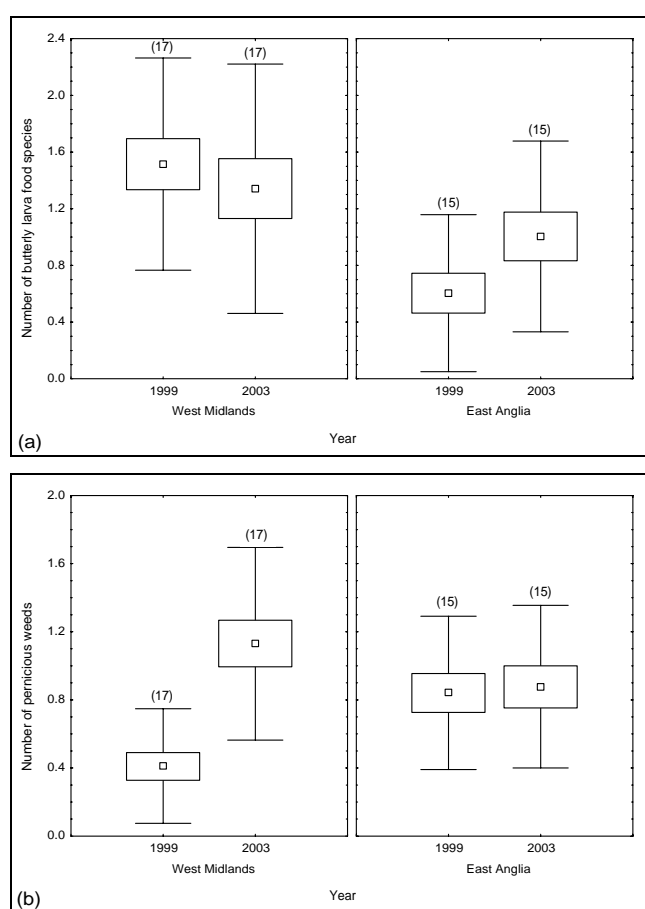 2.4
2.0
1.6
1.2
0.8
0.4
0.0
Number of butterly larva food species
(17)
(17)
(15)
(15)
1999
2003
1999
2003
West Midlands
East Anglia
(a)
Year
2.0
1.6
1.2
0.8
0.4
0.0
Number of pernicious weeds
(17)
(17)
(15)
(15)
1999
2003
1999
2003
West Midlands
East Anglia
(b)
Year